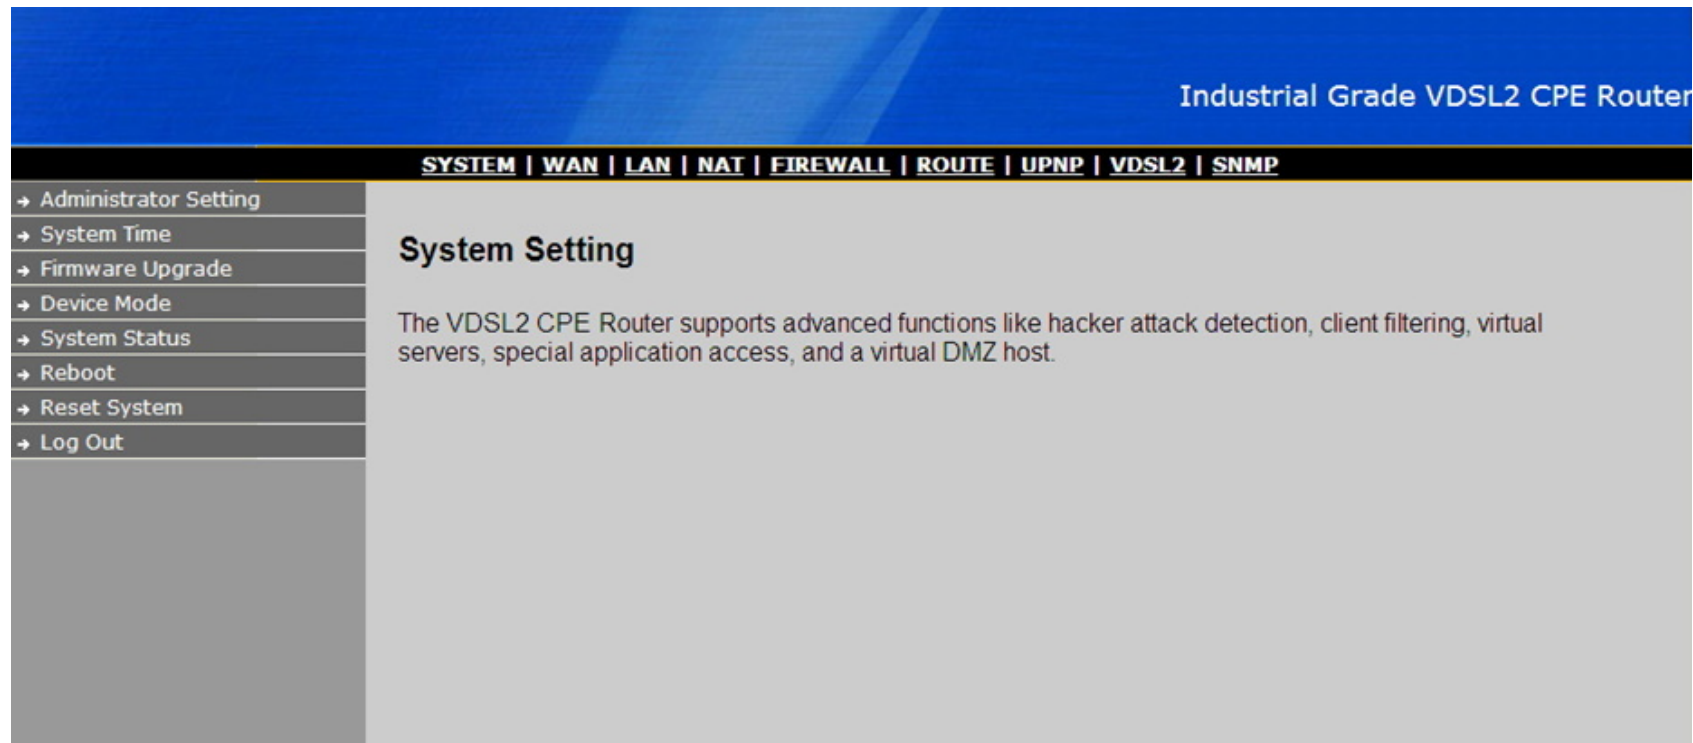 Industrial Grade VDSL2 CPE Router
SYSTEM | WAN | LAN | NAT | FIREWALL | ROUTE | UPNP | VDSL2 | SNMP
Administrator Setting
System Time
Firmware Upgrade
Device Mode
System Status
Reboot
Reset System
Log Out
System Setting
The VDSL2 CPE Router supports advanced functions like hacker attack detection, client filtering, virtual
servers, special application access, and a virtual DMZ host.